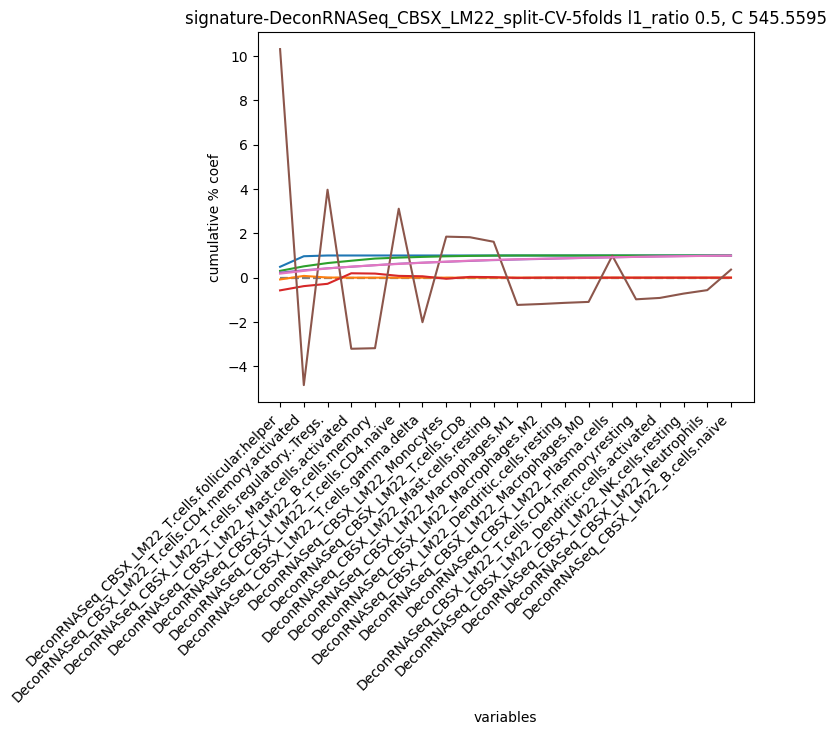 signature-DeconRNASeq_CBSX_LM22_split-CV-5folds l1_ratio 0.5, C 545.5595
cumulative % coef
10
8
6
4
2
0
−2
−4
DeconRNASeq_CBSX_LM22_T.cells.follicular.helper
DeconRNASeq_CBSX_LM22_T.cells.CD4.memory.activated
DeconRNASeq_CBSX_LM22_T.cells.regulatory..Tregs.
DeconRNASeq_CBSX_LM22_Mast.cells.activated
DeconRNASeq_CBSX_LM22_B.cells.memory
DeconRNASeq_CBSX_LM22_T.cells.CD4.naive
DeconRNASeq_CBSX_LM22_T.cells.gamma.delta
DeconRNASeq_CBSX_LM22_Monocytes
DeconRNASeq_CBSX_LM22_T.cells.CD8
DeconRNASeq_CBSX_LM22_Mast.cells.resting
DeconRNASeq_CBSX_LM22_Macrophages.M1
DeconRNASeq_CBSX_LM22_Macrophages.M2
DeconRNASeq_CBSX_LM22_Dendritic.cells.resting
DeconRNASeq_CBSX_LM22_Macrophages.M0
DeconRNASeq_CBSX_LM22_Plasma.cells
DeconRNASeq_CBSX_LM22_T.cells.CD4.memory.resting
DeconRNASeq_CBSX_LM22_Dendritic.cells.activated
DeconRNASeq_CBSX_LM22_NK.cells.resting
DeconRNASeq_CBSX_LM22_Neutrophils
DeconRNASeq_CBSX_LM22_B.cells.naive
variables